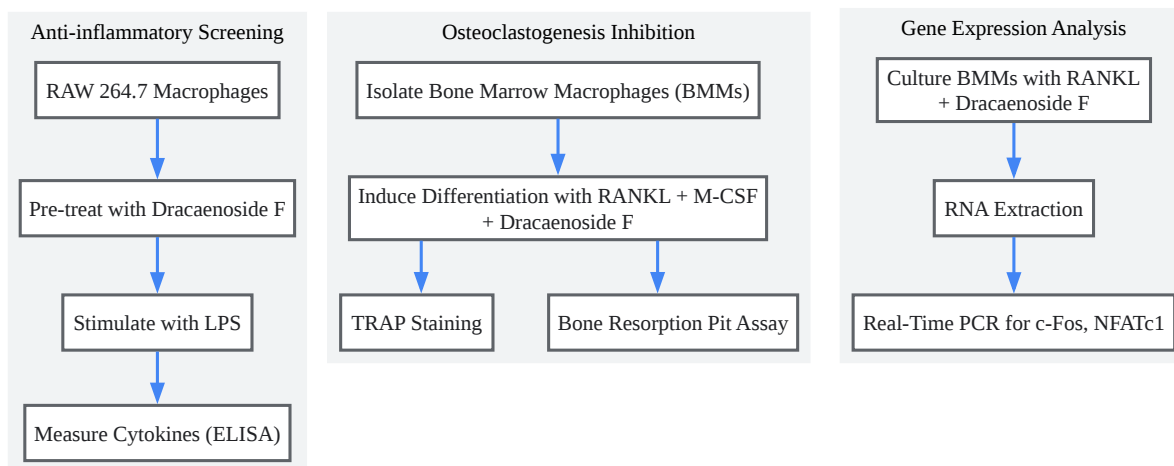 Anti-inflammatory Screening
RAW 264.7 Macrophages
Pre-treat with Dracaenoside F
Stimulate with LPS
Measure Cytokines (ELISA)
Osteoclastogenesis Inhibition
Isolate Bone Marrow Macrophages (BMMs)
Induce Differentiation with RANKL + M-CSF
+ Dracaenoside F
TRAP Staining
Bone Resorption Pit Assay
Gene Expression Analysis
Culture BMMs with RANKL
+ Dracaenoside F
RNA Extraction
Real-Time PCR for c-Fos, NFATc1